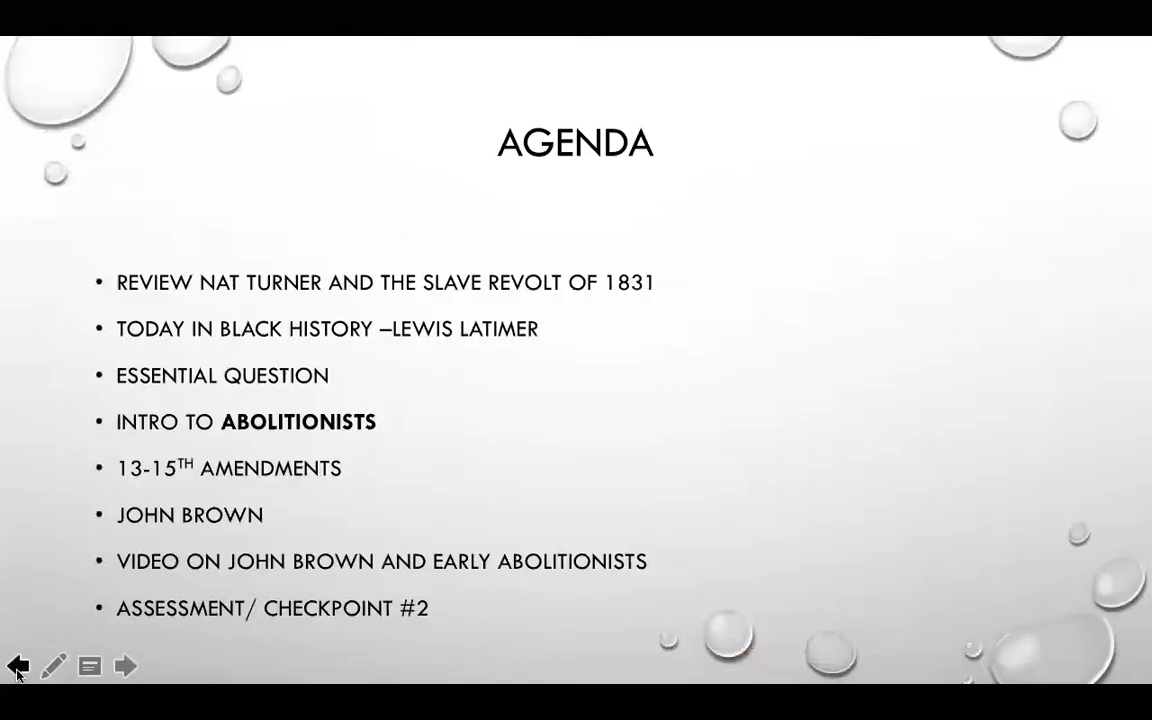 AGENDA
• REVIEW NAT TURNER AND THE SLAVE REVOLT OF 1831
• TODAY IN BLACK HISTORY –LEWIS LATIMER
• ESSENTIAL QUESTION
• INTRO TO ABOLITIONISTS
• 13-15TH AMENDMENTS
• JOHN BROWN
• VIDEO ON JOHN BROWN AND EARLY ABOLITIONISTS
• ASSESSMENT/ CHECKPOINT #2